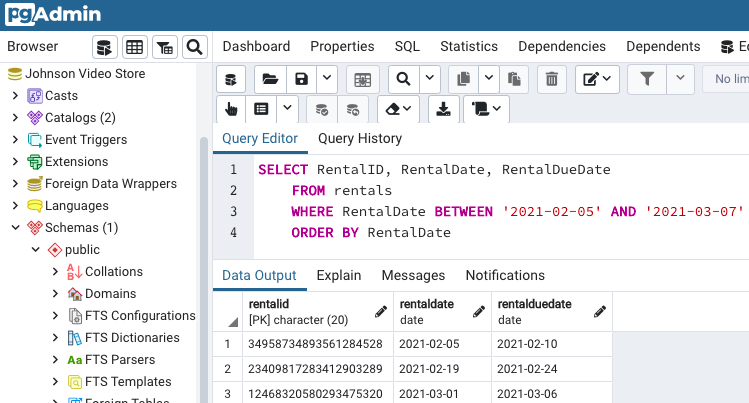 pgAdmin
Browser
Dashboard Properties SQL Statistics Dependencies Dependents
Johnson Video Store
Casts
Catalogs (2)
Event Triggers
Extensions
Foreign Data Wrappers
Languages
Schemas (1)
public
Collations
Domains
FTS Configurations
FTS Dictionaries
FTS Parsers
FTS Templates
No lim
Query Editor Query History
1 SELECT RentalID, RentalDate, RentalDueDate
2 FROM rentals
3 WHERE RentalDate BETWEEN '2021-02-05' AND '2021-03-07'
4 ORDER BY RentalDate
Data Output Explain Messages Notifications
rentalid rentaldate rentalduedate
[PK] character (20) date date
1 34958734893561284528 2021-02-05 2021-02-10
2 23409817283412903289 2021-02-19 2021-02-24
3 12468320580293475320 2021-03-01 2021-03-06